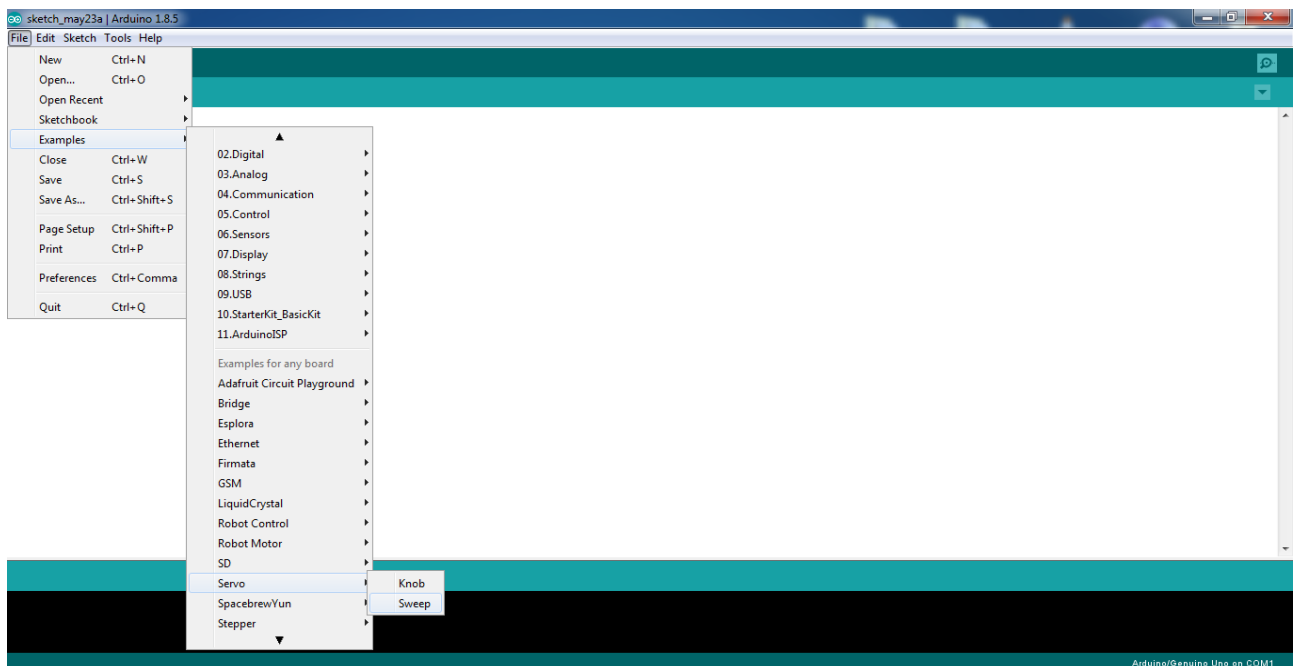 sketch_may23a | Arduino 1.8.5
File Edit Sketch Tools Help
New Ctrl+N
Open... Ctrl+O
Open Recent
Sketchbook
Examples
Close Ctrl+W
Save Ctrl+S
Save As... Ctrl+Shift+S
Page Setup Ctrl+Shift+P
Print Ctrl+P
Preferences Ctrl+Comma
Quit Ctrl+Q
02.Digital
03.Analog
04.Communication
05.Control
06.Sensors
07.Display
08.Strings
09.USB
10.StarterKit_BasicKit
11.ArduinoISP
Examples for any board
Adafruit Circuit Playground
Bridge
Esplora
Ethernet
Firmata
GSM
LiquidCrystal
Robot Control
Robot Motor
SD
Servo
SpacebrewYun
Stepper
Knob
Sweep
Arduino/Genuino Uno on COM1